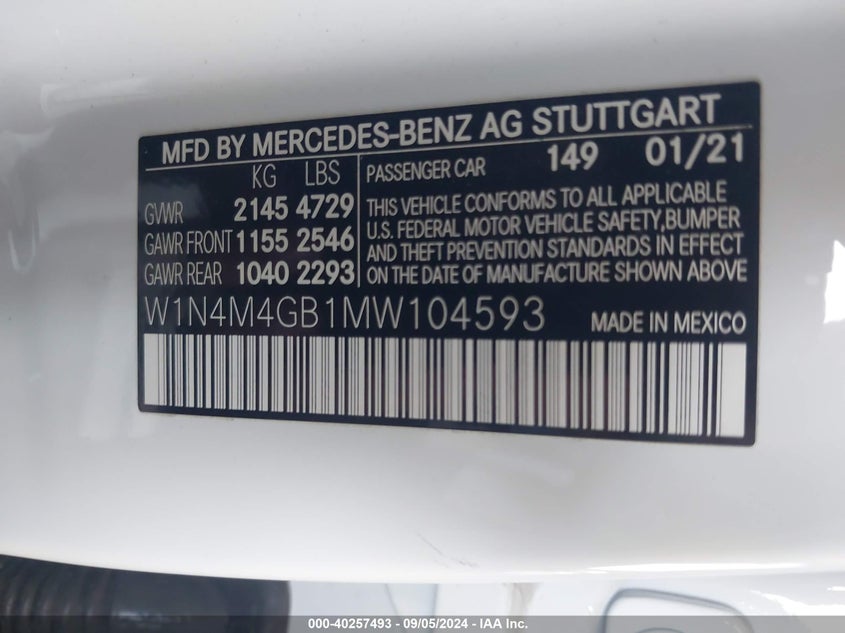 MFD BY MERCEDES-BENZ AG STUTTGART
KG LBS
GVWR 2145 4729
GAWR FRONT 1155 2546
GAWR REAR 1040 2293
PASSENGER CAR 149 01/21
THIS VEHICLE CONFORMS TO ALL APPLICABLE
U.S. FEDERAL MOTOR VEHICLE SAFETY,BUMPER
AND THEFT PREVENTION STANDARDS IN EFFECT
ON THE DATE OF MANUFACTURE SHOWN ABOVE
W1N4M4GB1MW104593 MADE IN MEXICO
000-40257493 - 09/05/2024 - IAA Inc.